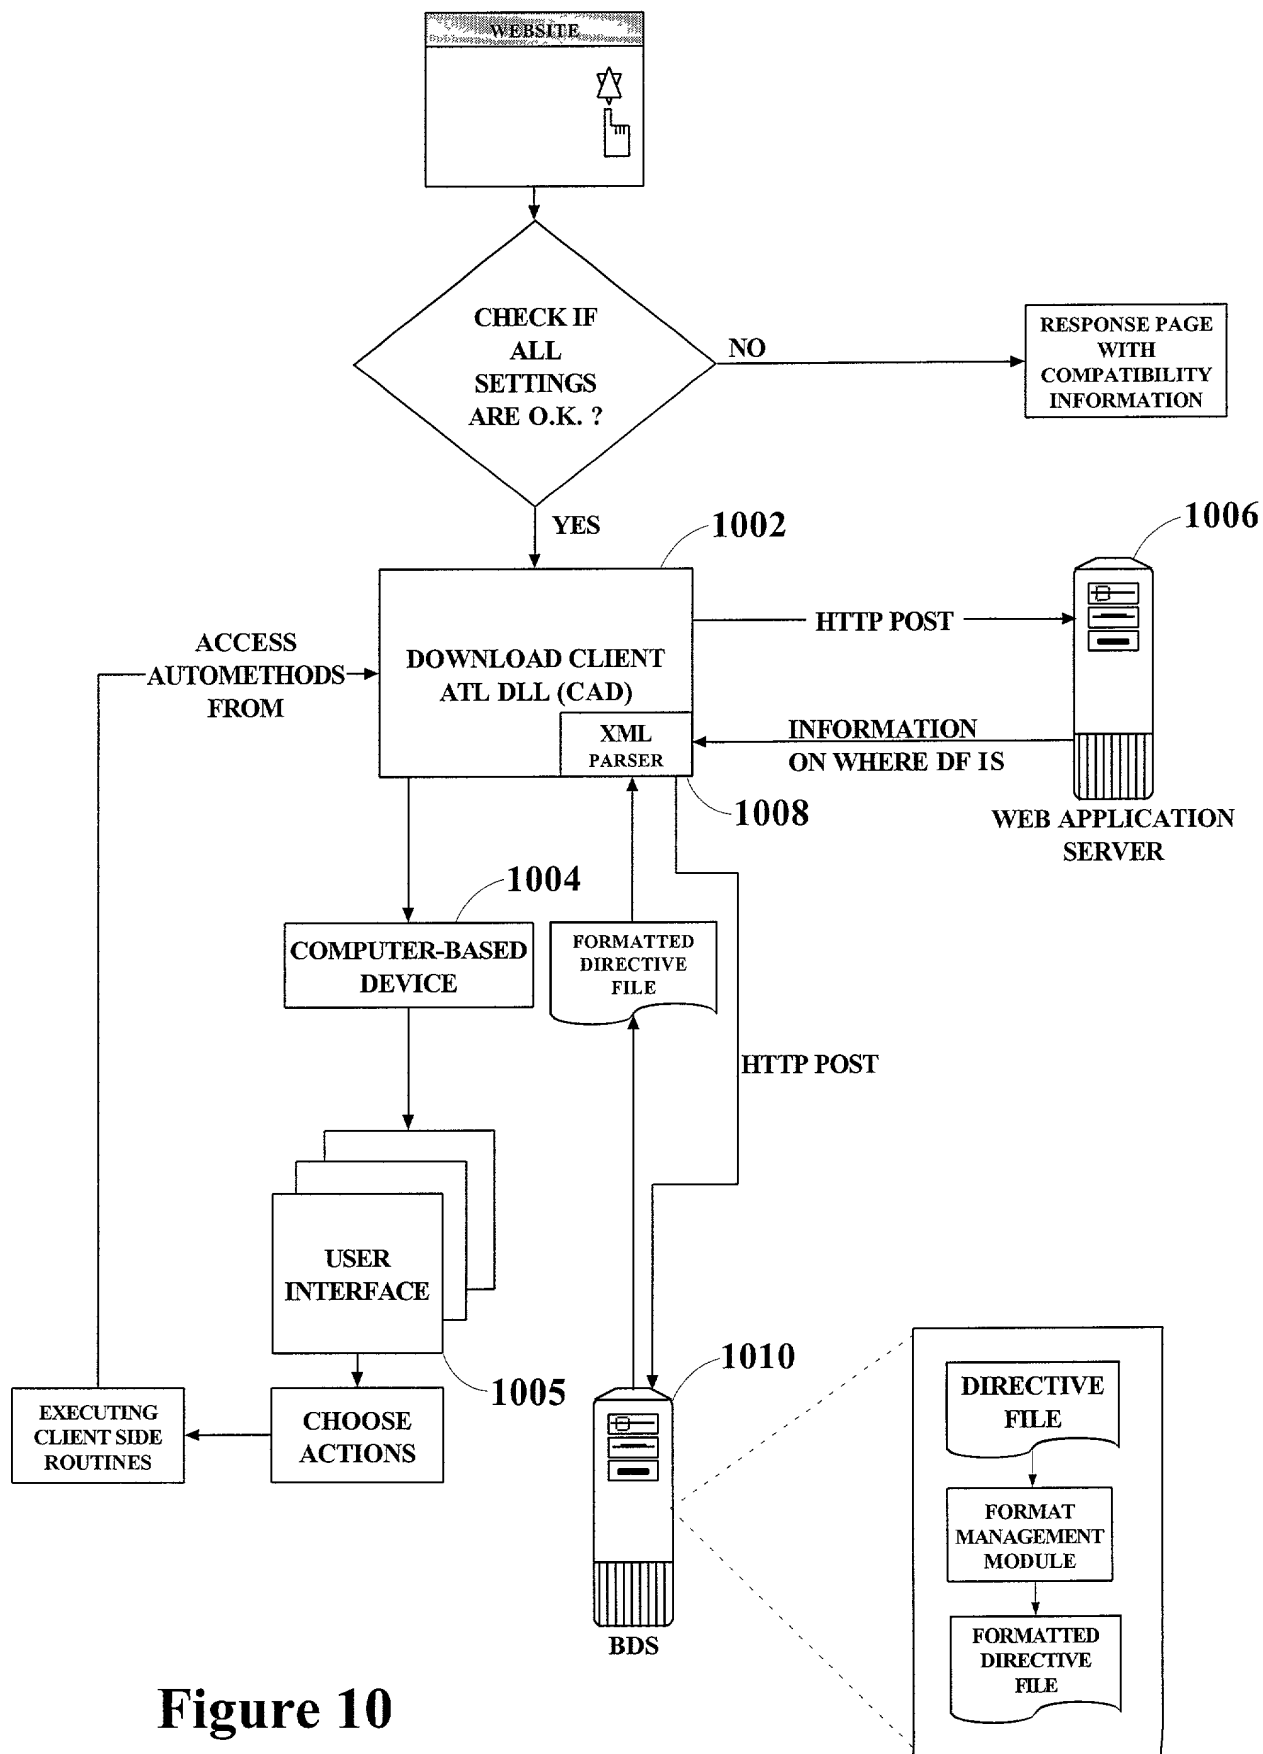 WEBSITE
CHECK IF
ALL
SETTINGS
ARE O.K. ?
NO
RESPONSE PAGE
WITH
COMPATIBILITY
INFORMATION
YES
1002
1006
HTTP POST
ACCESS
AUTOMETHODS
FROM
DOWNLOAD CLIENT
ATL DLL (CAD)
XML
PARSER
INFORMATION
ON WHERE DF IS
1008
WEB APPLICATION
SERVER
1004
COMPUTER-BASED
DEVICE
FORMATTED
DIRECTIVE
FILE
HTTP POST
USER
INTERFACE
1005
1010
EXECUTING
CLIENT SIDE
ROUTINES
CHOOSE
ACTIONS
BDS
DIRECTIVE
FILE
FORMAT
MANAGEMENT
MODULE
FORMATTED
DIRECTIVE
FILE
Figure 10